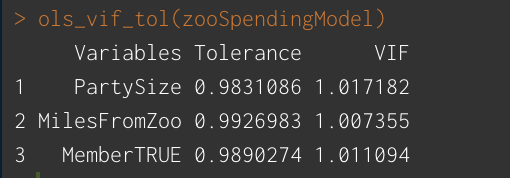 > ols_vif_tol(zooSpendingModel)
Variables Tolerance VIF
1 PartySize 0.9831086 1.017182
2 MilesFromZoo 0.9926983 1.007355
3 MemberTRUE 0.9890274 1.011094